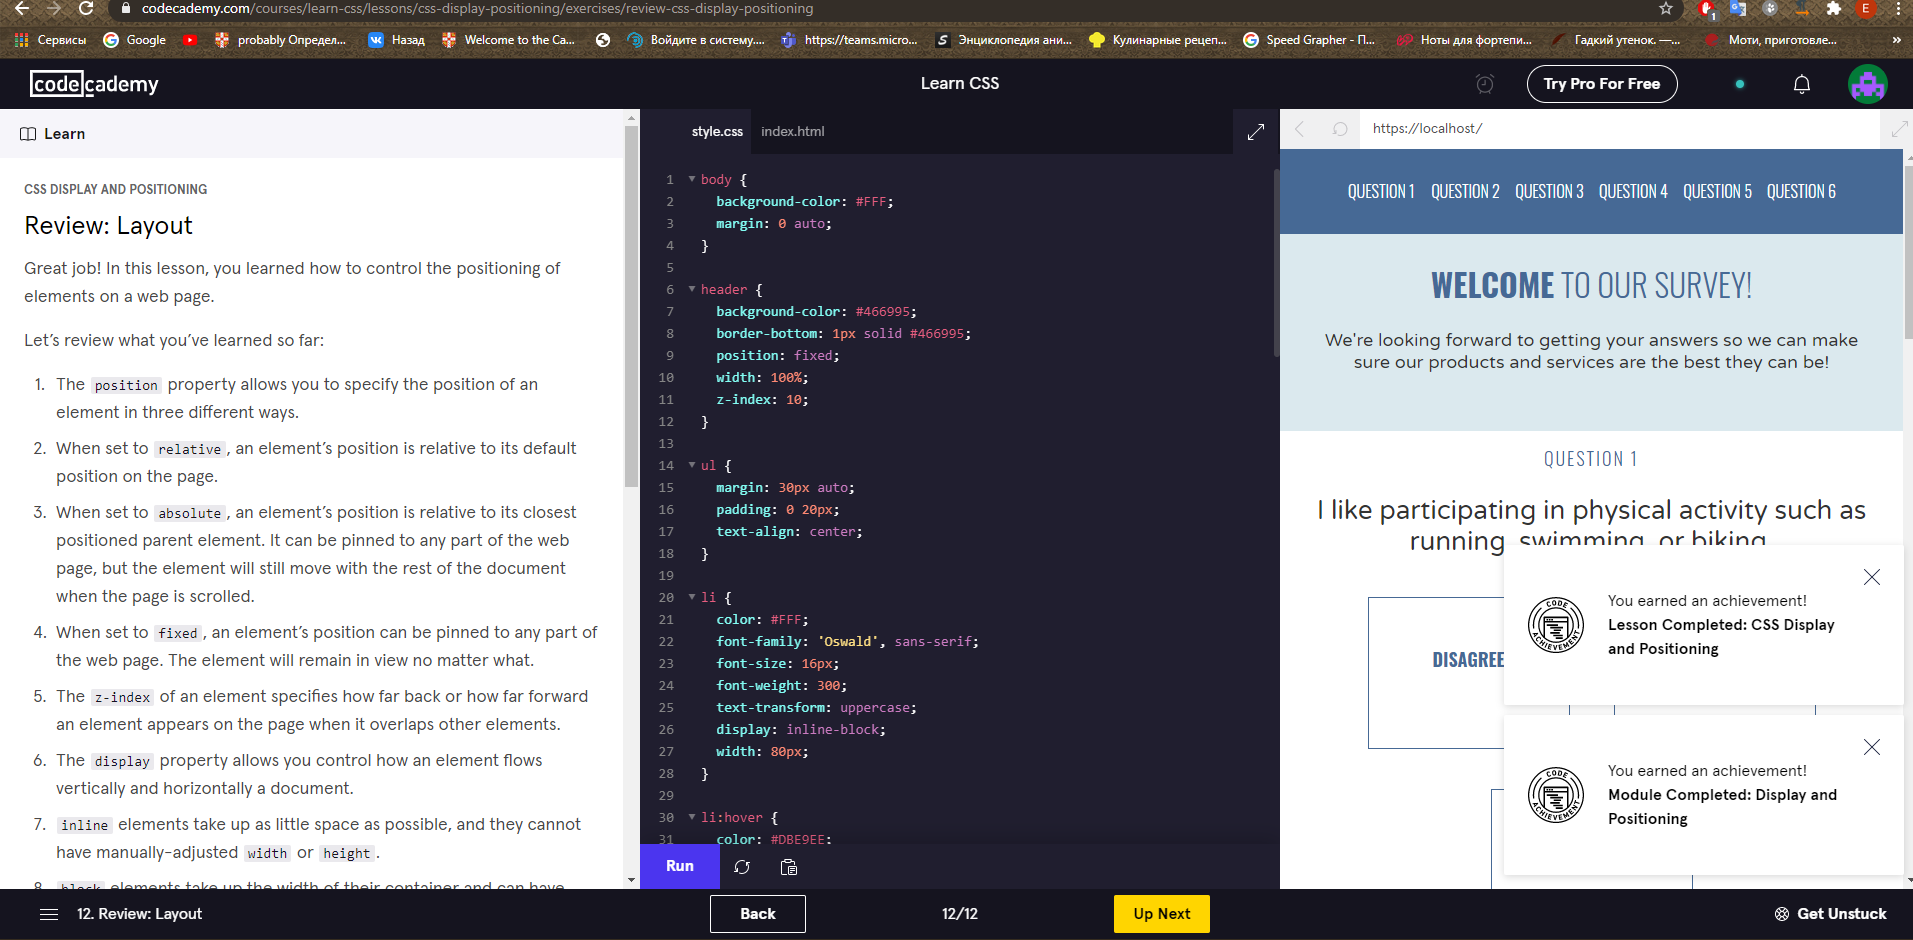 codecademy.com/courses/learn-css/lessons/css-display-positioning/exercises/review-css-display-positioning
E
1
Сервисы
Google
probably Определ...
Назад
Welcome to the Ca...
Войдите в систему....
https://teams.micro...
Энциклопедия ани...
Кулинарные рецеп...
Speed Grapher - П...
Ноты для фортепи...
Гадкий утенок. —...
Моти, приготовле...
»
codecademy
Learn CSS
Try Pro For Free
Learn
CSS DISPLAY AND POSITIONING
Review: Layout
Great job! In this lesson, you learned how to control the positioning of
elements on a web page.
Let's review what you've learned so far:
1. The position property allows you to specify the position of an
element in three different ways.
2. When set to relative, an element's position is relative to its default
position on the page.
3. When set to absolute, an element's position is relative to its closest
positioned parent element. It can be pinned to any part of the web
page, but the element will still move with the rest of the document
when the page is scrolled.
4. When set to fixed, an element's position can be pinned to any part of
the web page. The element will remain in view no matter what.
5. The z-index of an element specifies how far back or how far forward
an element appears on the page when it overlaps other elements.
6. The display property allows you control how an element flows
vertically and horizontally a document.
7. inline elements take up as little space as possible, and they cannot
have manually-adjusted width or height.
8. block elements take up the width of their container and can have
style.css
index.html
1 body {
2 background-color: #FFF;
3 margin: 0 auto;
4 }
5
6 header {
7 background-color: #466995;
8 border-bottom: 1px solid #466995;
9 position: fixed;
10 width: 100%;
11 z-index: 10;
12 }
13
14 ul {
15 margin: 30px auto;
16 padding: 0 20px;
17 text-align: center;
18 }
19
20 li {
21 color: #FFF;
22 font-family: 'Oswald', sans-serif;
23 font-size: 16px;
24 font-weight: 300;
25 text-transform: uppercase;
26 display: inline-block;
27 width: 80px;
28 }
29
30 li:hover {
31 color: #DBE9EE;
Run
https://localhost/
QUESTION 1 QUESTION 2 QUESTION 3 QUESTION 4 QUESTION 5 QUESTION 6
WELCOME TO OUR SURVEY!
We're looking forward to getting your answers so we can make
sure our products and services are the best they can be!
QUESTION 1
I like participating in physical activity such as
running, swimming, or biking.
DISAGREE
CODE
ACHIEVEMENT
You earned an achievement!
Lesson Completed: CSS Display
and Positioning
CODE
ACHIEVEMENT
You earned an achievement!
Module Completed: Display and
Positioning
12. Review: Layout
Back
12/12
Up Next
Get Unstuck